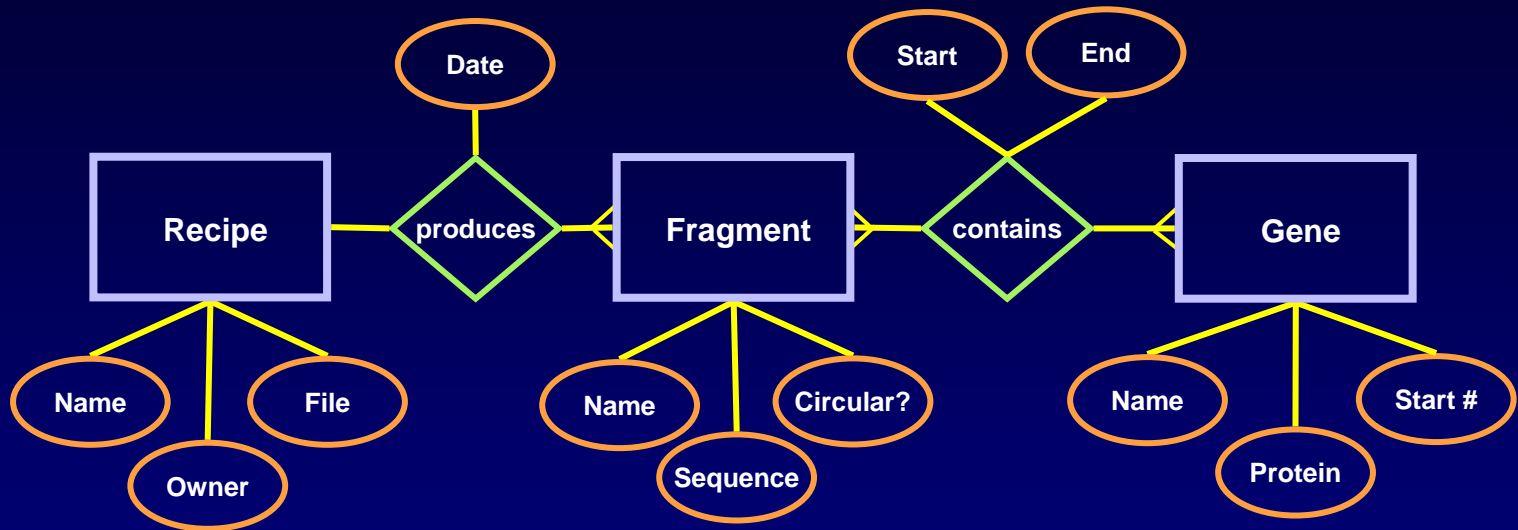 Date
Start
End
Recipe
produces
Fragment
contains
Gene
Name
Owner
File
Name
Sequence
Circular?
Name
Protein
Start #